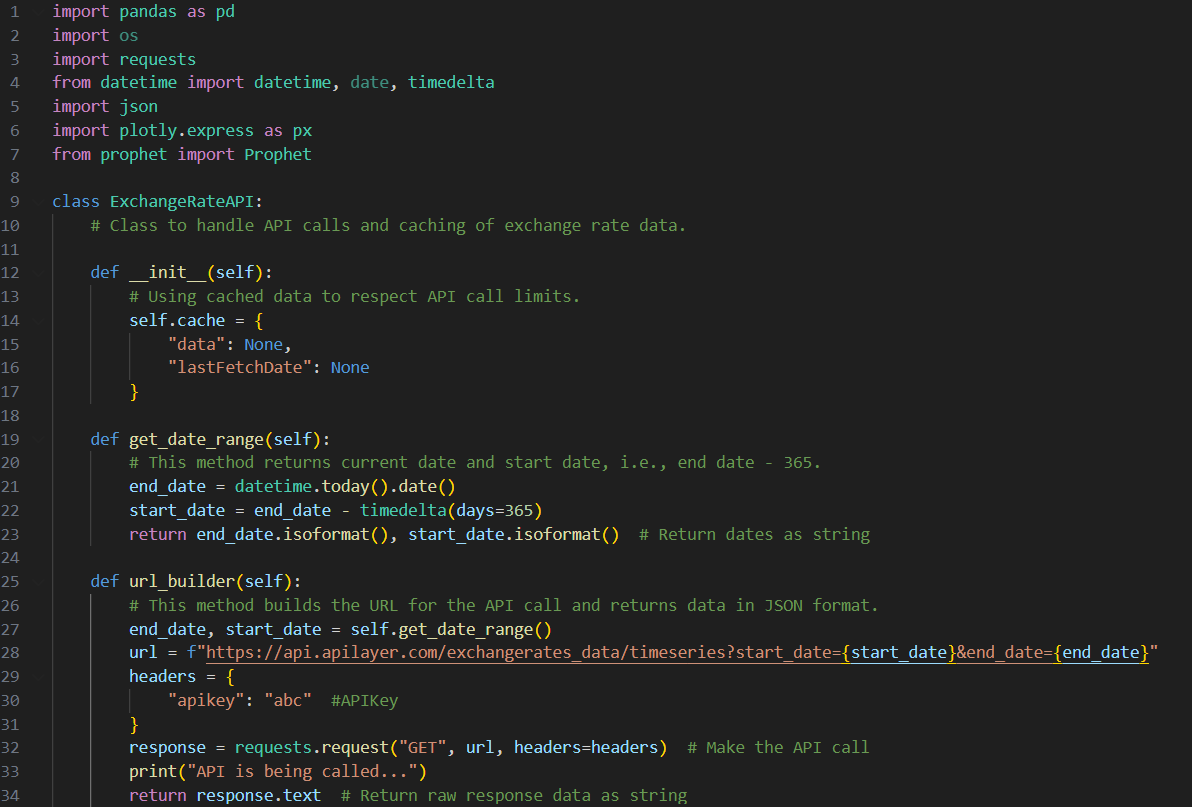 1 import pandas as pd
2 import os
3 import requests
4 from datetime import datetime, date, timedelta
5 import json
6 import plotly.express as px
7 from prophet import Prophet
8
9 class ExchangeRateAPI:
10     # Class to handle API calls and caching of exchange rate data.
11
12     def __init__(self):
13         # Using cached data to respect API call limits.
14         self.cache = {
15             "data": None,
16             "lastFetchDate": None
17         }
18
19     def get_date_range(self):
20         # This method returns current date and start date, i.e., end date - 365.
21         end_date = datetime.today().date()
22         start_date = end_date - timedelta(days=365)
23         return end_date.isoformat(), start_date.isoformat()  # Return dates as string
24
25     def url_builder(self):
26         # This method builds the URL for the API call and returns data in JSON format.
27         end_date, start_date = self.get_date_range()
28         url = f"https://api.apilayer.com/exchangerates_data/timeseries?start_date={start_date}&end_date={end_date}"
29         headers = {
30             "apikey": "abc"  #APIKey
31         }
32         response = requests.request("GET", url, headers=headers)  # Make the API call
33         print("API is being called...")
34         return response.text  # Return raw response data as string